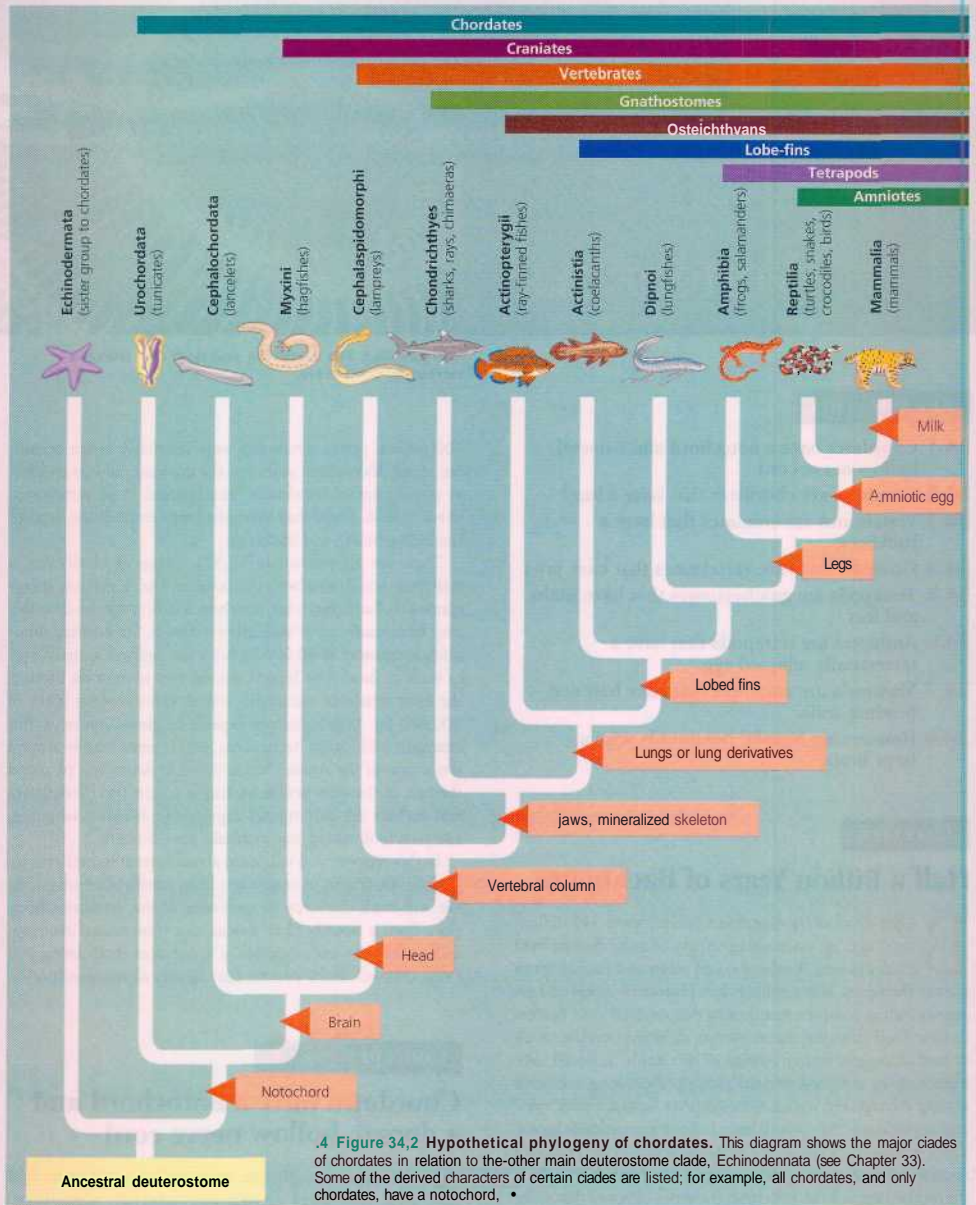 Chordates
Craniates
Vertebrates
Gnathostomes
Osteichthvans
Lobe-fins
Tetrapods
Amniotes
Echinodermata
(sister group to chordates)
Urochordata
(tunicates)
Cephalochordata
(lancelets)
Myxini
(hagfishes)
Cephalaspidomorphi
(lampreys)
Chondrichthyes
(sharks, rays, chimaeras)
Actinopterygii
(ray-finned fishes)
Actinistia
(coelacanths)
Dipnoi
(lungfishes)
Amphibia
(frogs, salamanders)
Reptilia
(turtles, snakes,
crocodiles, birds)
Mammalia
(mammals)
Milk
A.mniotic egg
Legs
Lobed fins
Lungs or lung derivatives
jaws, mineralized skeleton
Vertebral column
Head
Brain
Notochord
Ancestral deuterostome
.4 Figure 34,2 Hypothetical phylogeny of chordates. This diagram shows the major ciades
of chordates in relation to the-other main deuterostome clade, Echinodennata (see Chapter 33).
Some of the derived characters of certain ciades are listed; for example, all chordates, and only
chordates, have a notochord, •